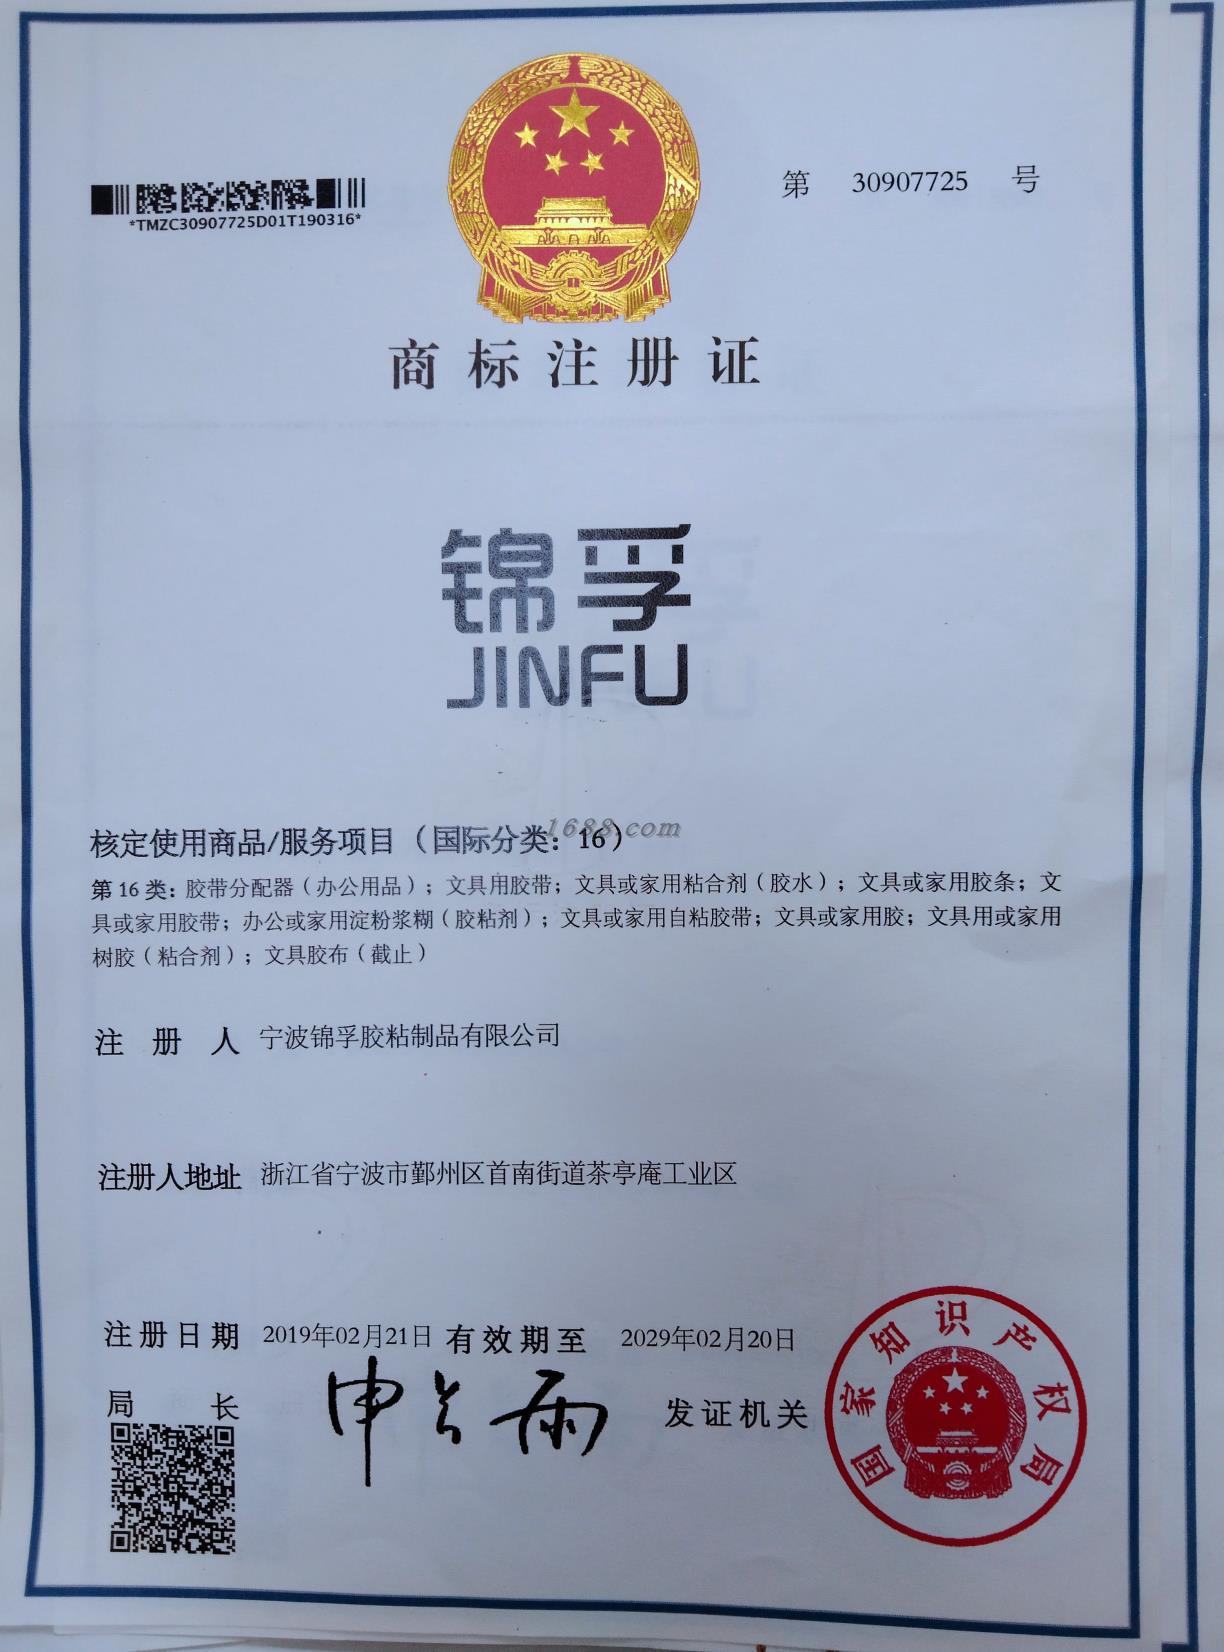 第 30907725 号
*TMZC30907725D01T190316*
商标注册证
锦孚
JINFU
1688.com
核定使用商品/服务项目（国际分类：16）
第 16 类：胶带分配器（办公用品）；文具用胶带；文具或家用粘合剂（胶水）；文具或家用胶条；文
具或家用胶带；办公或家用淀粉浆糊（胶粘剂）；文具或家用自粘胶带；文具或家用胶；文具用或家用
树胶（粘合剂）；文具胶布（截止）
注册人 宁波锦孚胶粘制品有限公司
注册人地址 浙江省宁波市鄞州区首南街道茶亭庵工业区
注册日期 2019年02月21日 有效期至 2029年02月20日
局长 申长雨 发证机关
国家知识产权局